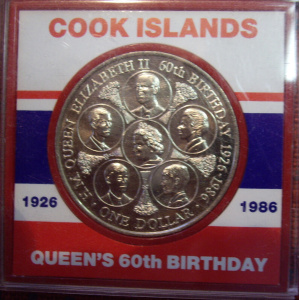 COOK ISLANDS
H.M. QUEEN ELIZABETH II 60th BIRTHDAY 1926-1986
· ONE DOLLAR ·
1926
1986
QUEEN'S 60th BIRTHDAY